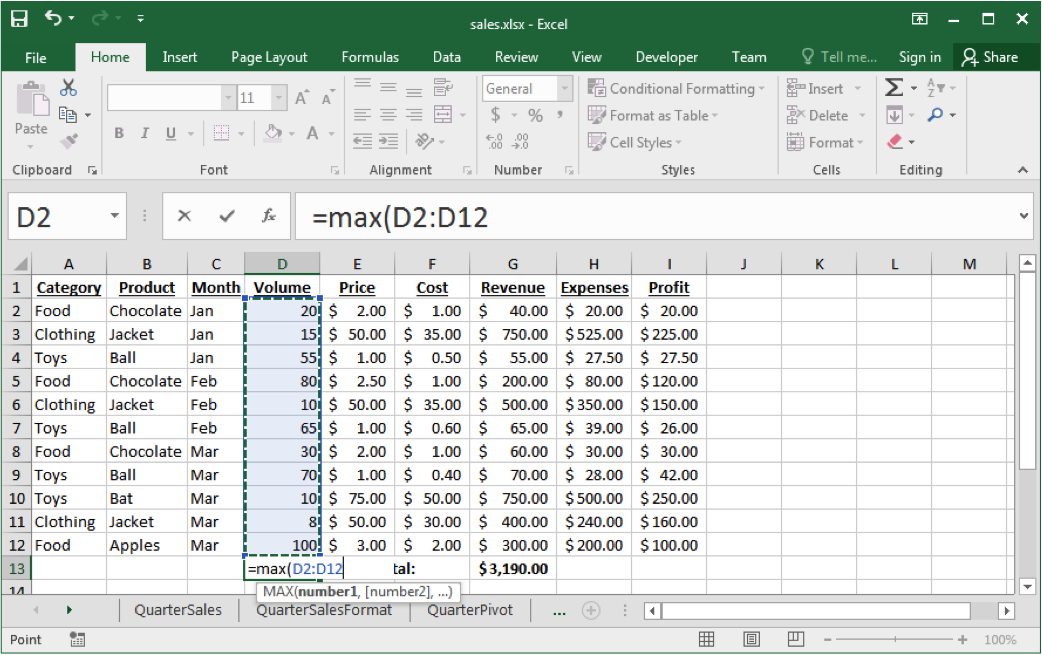 sales.xlsx - Excel
File Home Insert Page Layout Formulas Data Review View Developer Team Tell me... Sign in Share
General
11
Conditional Formatting
Insert
Paste
B I U
A
$ % ,
Format as Table
Delete
Cell Styles
Format
Clipboard Font Alignment Number Styles Cells Editing
D2 fx =max(D2:D12
A B C D E F G H I J K L M
1 Category Product Month Volume Price Cost Revenue Expenses Profit
2 Food Chocolate Jan 20 $ 2.00 $ 1.00 $ 40.00 $ 20.00 $ 20.00
3 Clothing Jacket Jan 15 $ 50.00 $ 35.00 $ 750.00 $ 525.00 $ 225.00
4 Toys Ball Jan 55 $ 1.00 $ 0.50 $ 55.00 $ 27.50 $ 27.50
5 Food Chocolate Feb 80 $ 2.50 $ 1.00 $ 200.00 $ 80.00 $ 120.00
6 Clothing Jacket Feb 10 $ 50.00 $ 35.00 $ 500.00 $ 350.00 $ 150.00
7 Toys Ball Feb 65 $ 1.00 $ 0.60 $ 65.00 $ 39.00 $ 26.00
8 Food Chocolate Mar 30 $ 2.00 $ 1.00 $ 60.00 $ 30.00 $ 30.00
9 Toys Ball Mar 70 $ 1.00 $ 0.40 $ 70.00 $ 28.00 $ 42.00
10 Toys Bat Mar 10 $ 75.00 $ 50.00 $ 750.00 $ 500.00 $ 250.00
11 Clothing Jacket Mar 8 $ 50.00 $ 30.00 $ 400.00 $ 240.00 $ 160.00
12 Food Apples Mar 100 $ 3.00 $ 2.00 $ 300.00 $ 200.00 $ 100.00
13 =max(D2:D12 tal: $ 3,190.00
14 MAX(number1, [number2], ...)
QuarterSales QuarterSalesFormat QuarterPivot ...
Point 100%